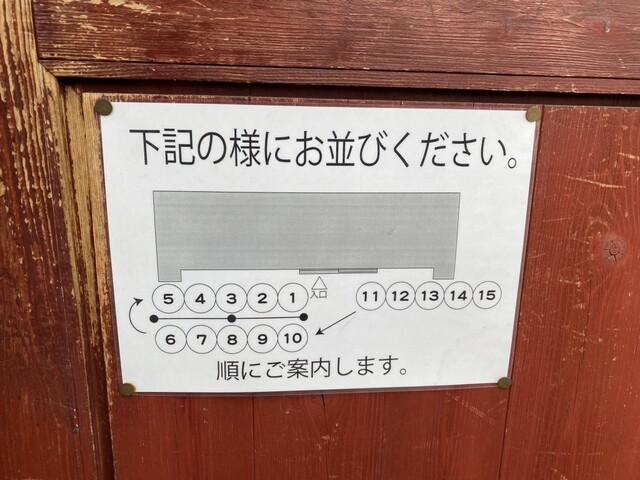 下記の様にお並びください。
入口
5 4 3 2 1
11 12 13 14 15
6 7 8 9 10
順にご案内します。